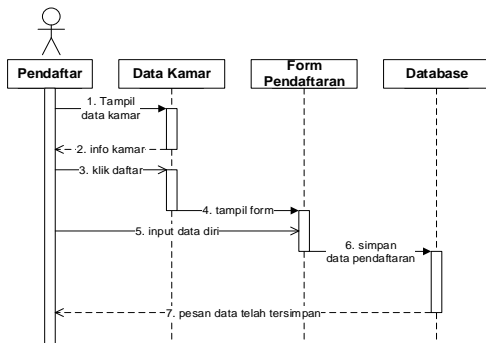 Pendaftar
Data Kamar
Form
Pendaftaran
Database
1. Tampil
data kamar
2. info kamar
3. klik daftar
4. tampil form
5. input data diri
6. simpan
data pendaftaran
7. pesan data telah tersimpan